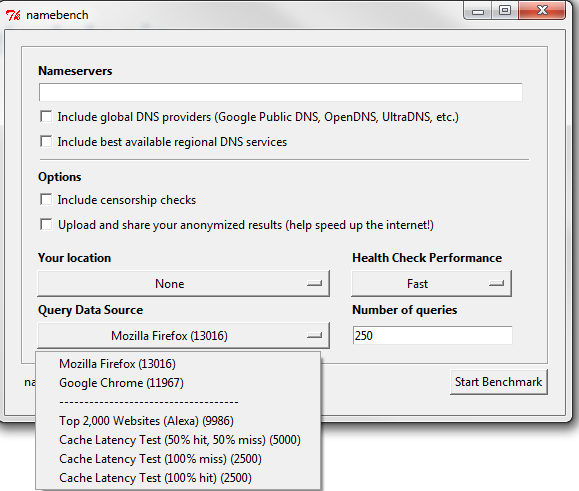 namebench
Nameservers
Include global DNS providers (Google Public DNS, OpenDNS, UltraDNS, etc.)
Include best available regional DNS services
Options
Include censorship checks
Upload and share your anonymized results (help speed up the internet!)
Your location
Health Check Performance
None
Fast
Query Data Source
Number of queries
Mozilla Firefox (13016)
250
Mozilla Firefox (13016)
Google Chrome (11967)
------------------------------------
Top 2,000 Websites (Alexa) (9986)
Cache Latency Test (50% hit, 50% miss) (5000)
Cache Latency Test (100% miss) (2500)
Cache Latency Test (100% hit) (2500)
Start Benchmark